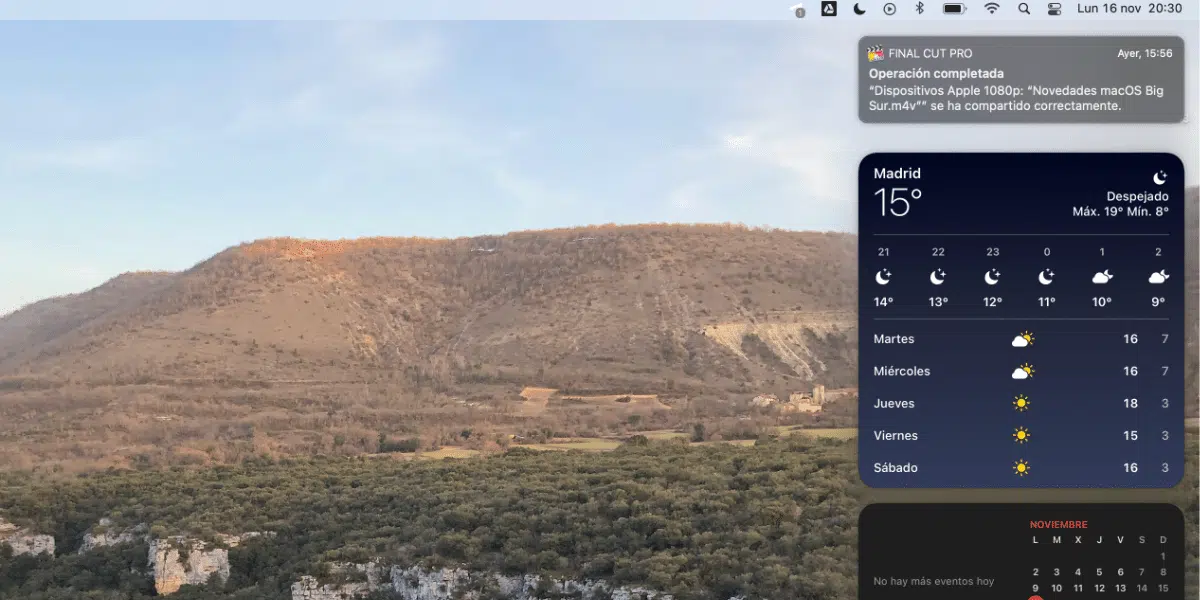 Lun 16 nov 20:30
FINAL CUT PRO Ayer, 15:56
Operación completada
“Dispositivos Apple 1080p: “Novedades macOS Big
Sur.m4v”” se ha compartido correctamente.
Madrid
15°
Despejado
Máx. 19° Mín. 8°
21 22 23 0 1 2
14° 13° 12° 11° 10° 9°
Martes 16 7
Miércoles 16 7
Jueves 18 3
Viernes 15 3
Sábado 16 3
NOVIEMBRE
L M X J V S D
1
2 3 4 5 6 7 8
No hay más eventos hoy
9 10 11 12 13 14 15